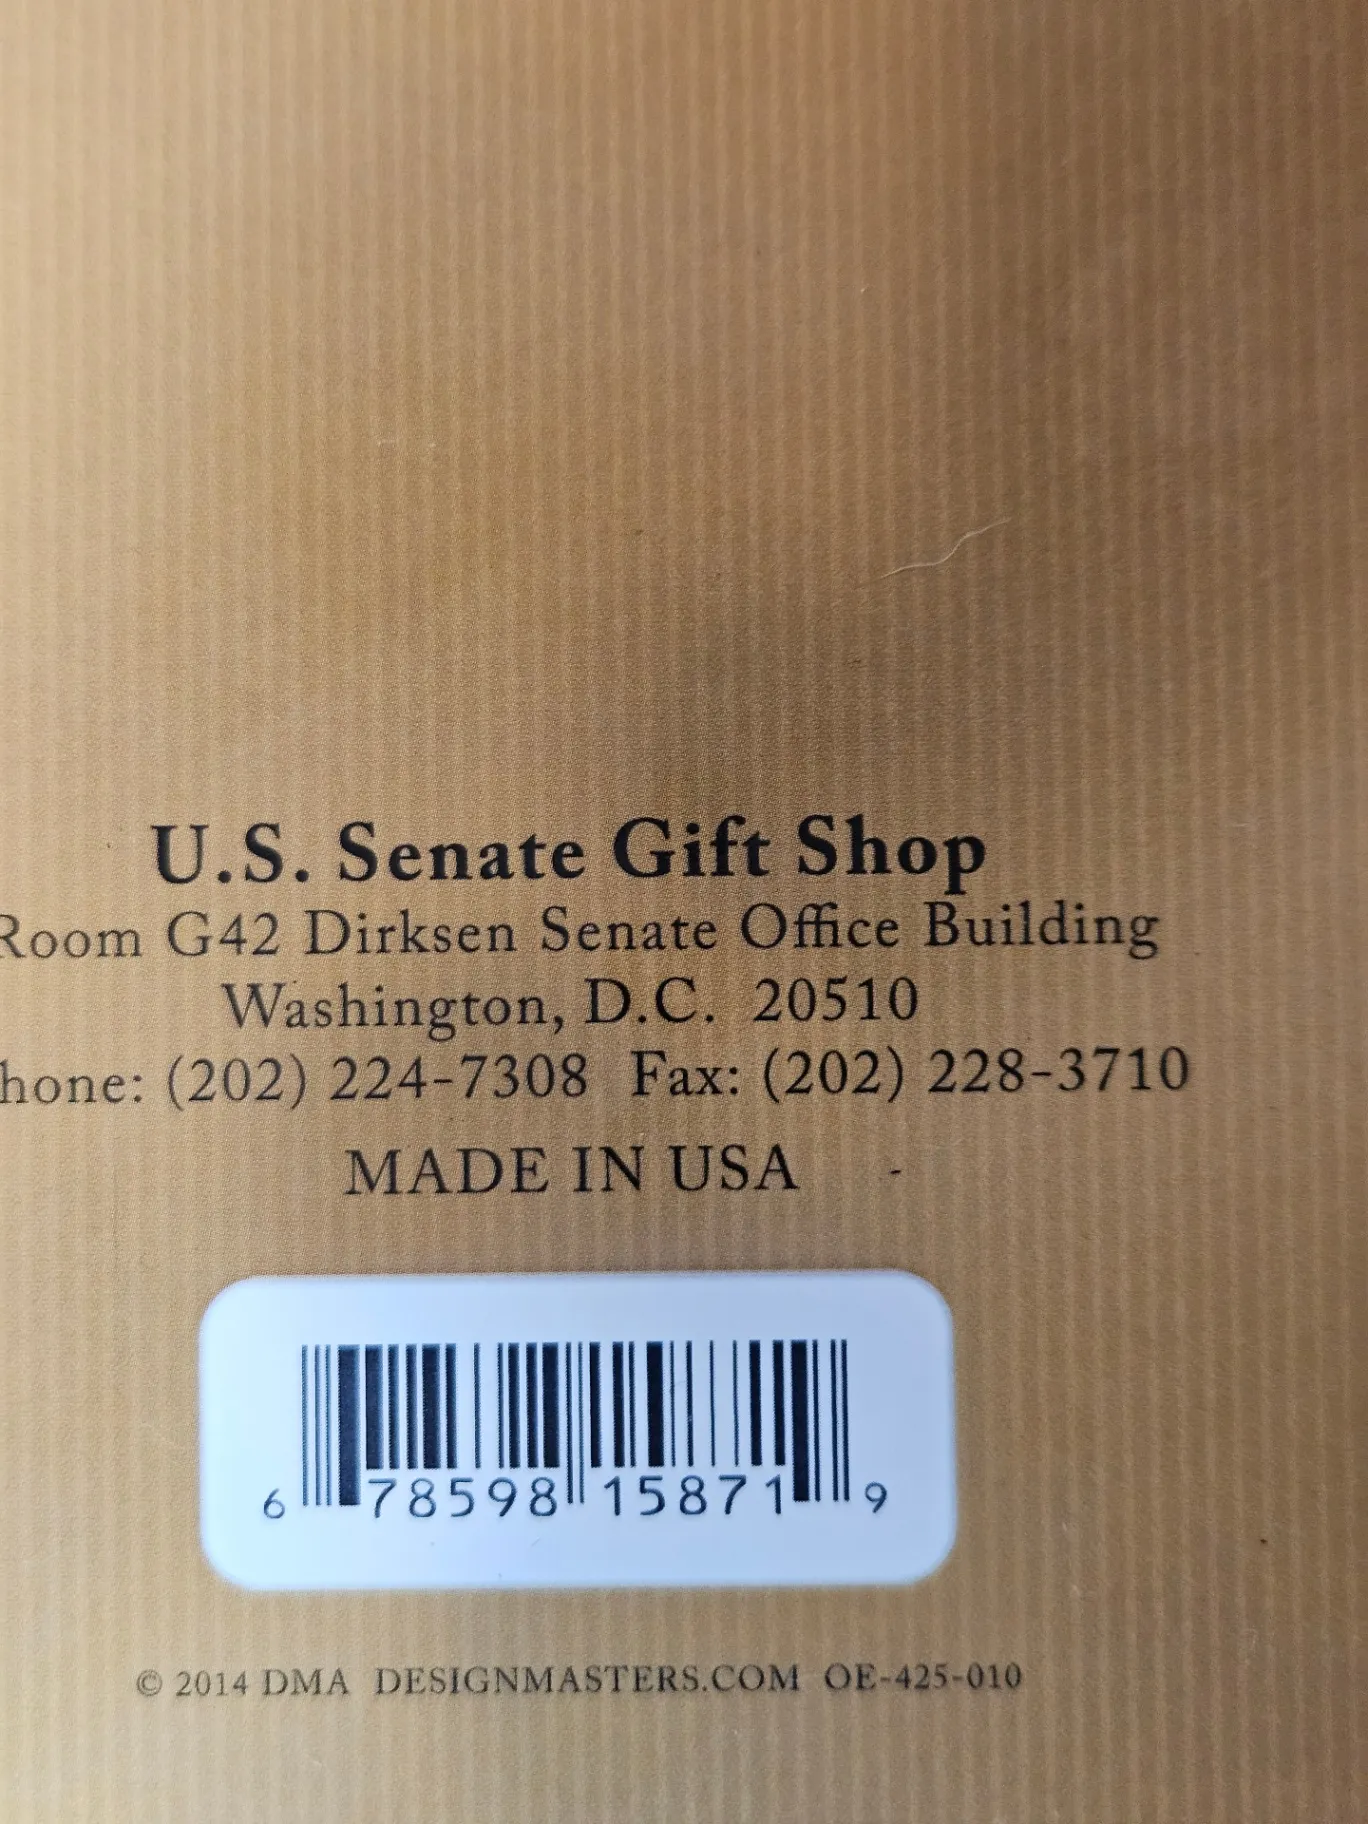 U.S. Senate Gift Shop
Room G42 Dirksen Senate Office Building
Washington, D.C. 20510
hone: (202) 224-7308 Fax: (202) 228-3710
MADE IN USA
6 78598 15871 9
© 2014 DMA DESIGNMASTERS.COM OE-425-010